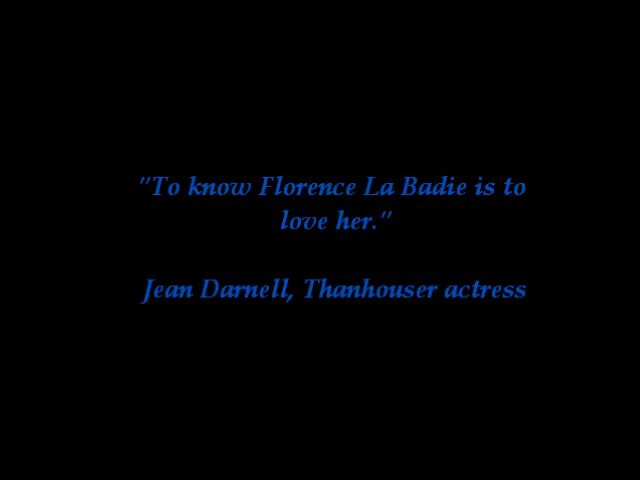 "To know Florence La Badie is to
love her."
Jean Darnell, Thanhouser actress